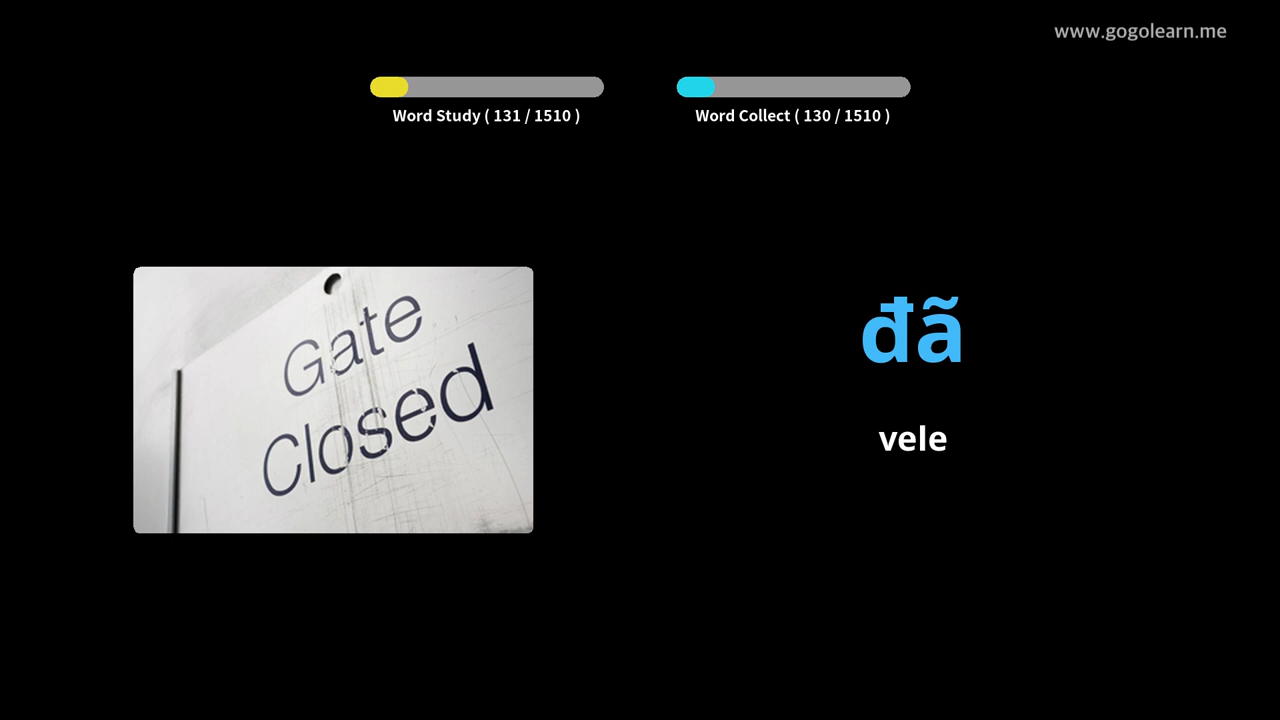 www.gogolearn.me
Word Study ( 131 / 1510 )
Word Collect ( 130 / 1510 )
Gate
Closed
đã
vele